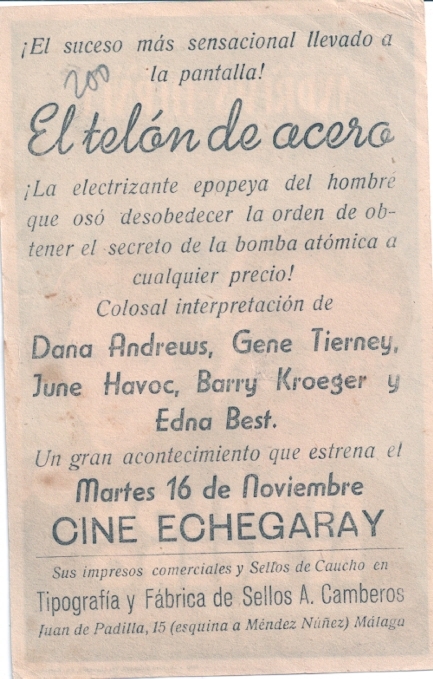 ¡El suceso más sensacional llevado a
la pantalla!
200
El telón de acero
¡La electrizante epopeya del hombre
que osó desobedecer la orden de ob-
tener el secreto de la bomba atómica a
cualquier precio!
Colosal interpretación de
Dana Andrews, Gene Tierney,
June Havoc, Barry Kroeger y
Edna Best.
Un gran acontecimiento que estrena el
Martes 16 de Noviembre
CINE ECHEGARAY
Sus impresos comerciales y Sellos de Caucho en
Tipografía y Fábrica de Sellos A. Camberos
Juan de Padilla, 15 (esquina a Méndez Núñez) Málaga